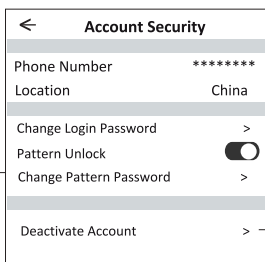 Account Security
Phone Number ********
Location China
Change Login Password >
Pattern Unlock
Change Pattern Password >
Deactivate Account >